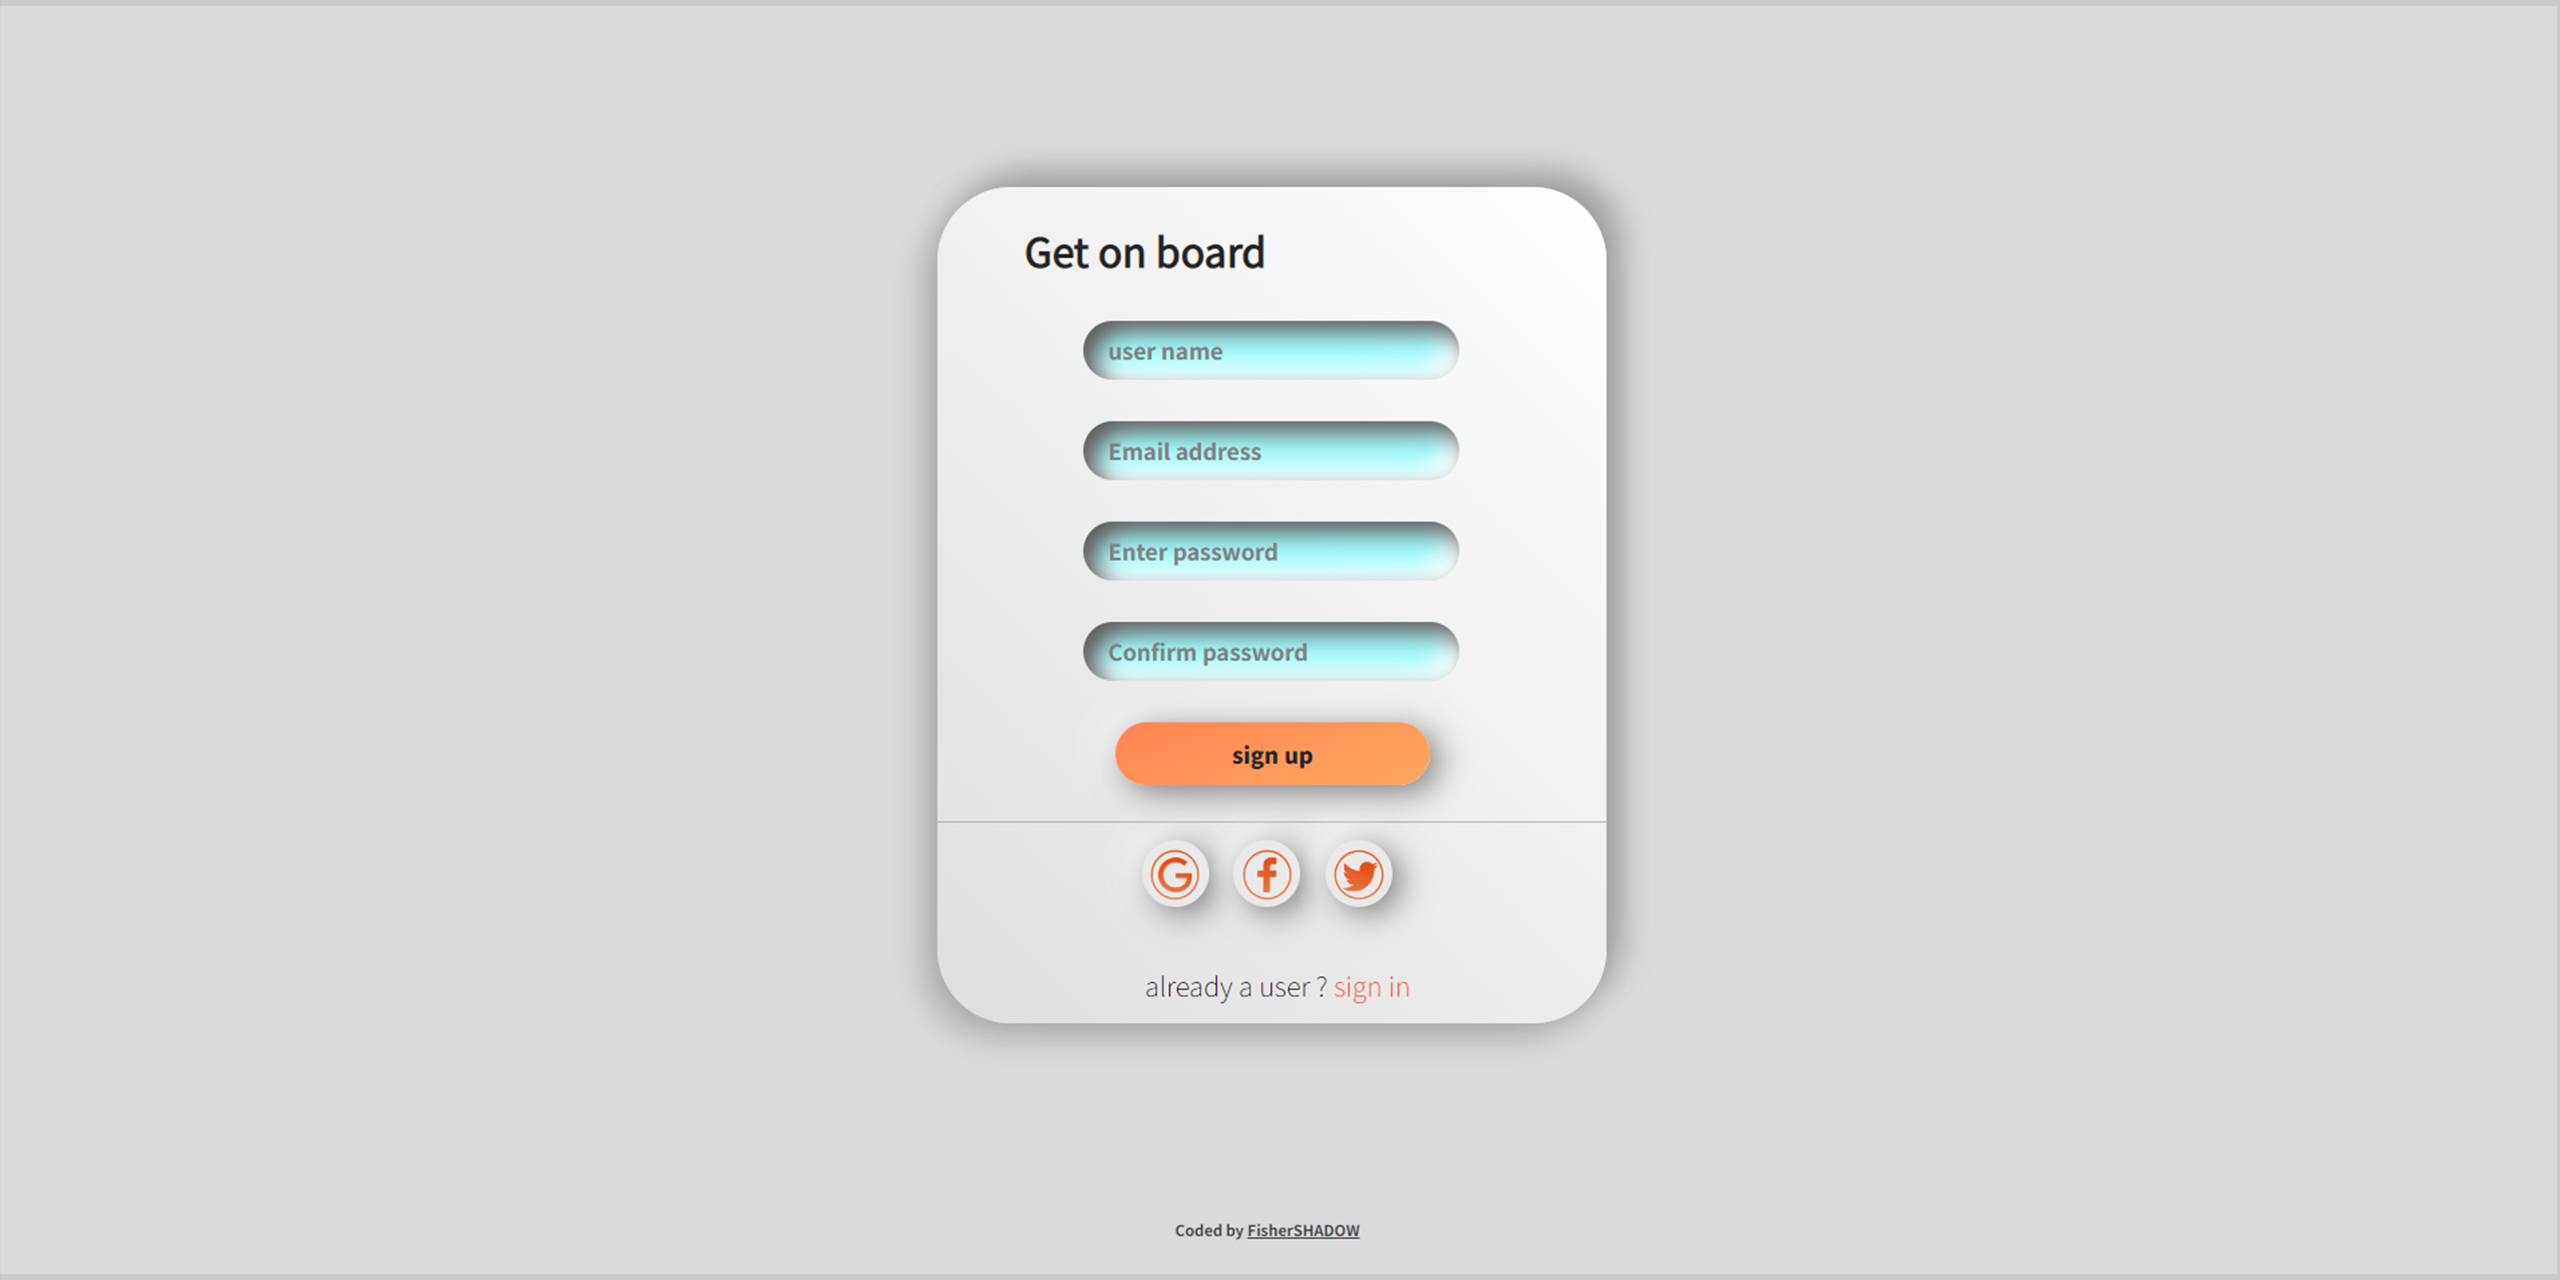 Get on board
user name
Email address
Enter password
Confirm password
sign up
already a user ? sign in
Coded by FisherSHADOW